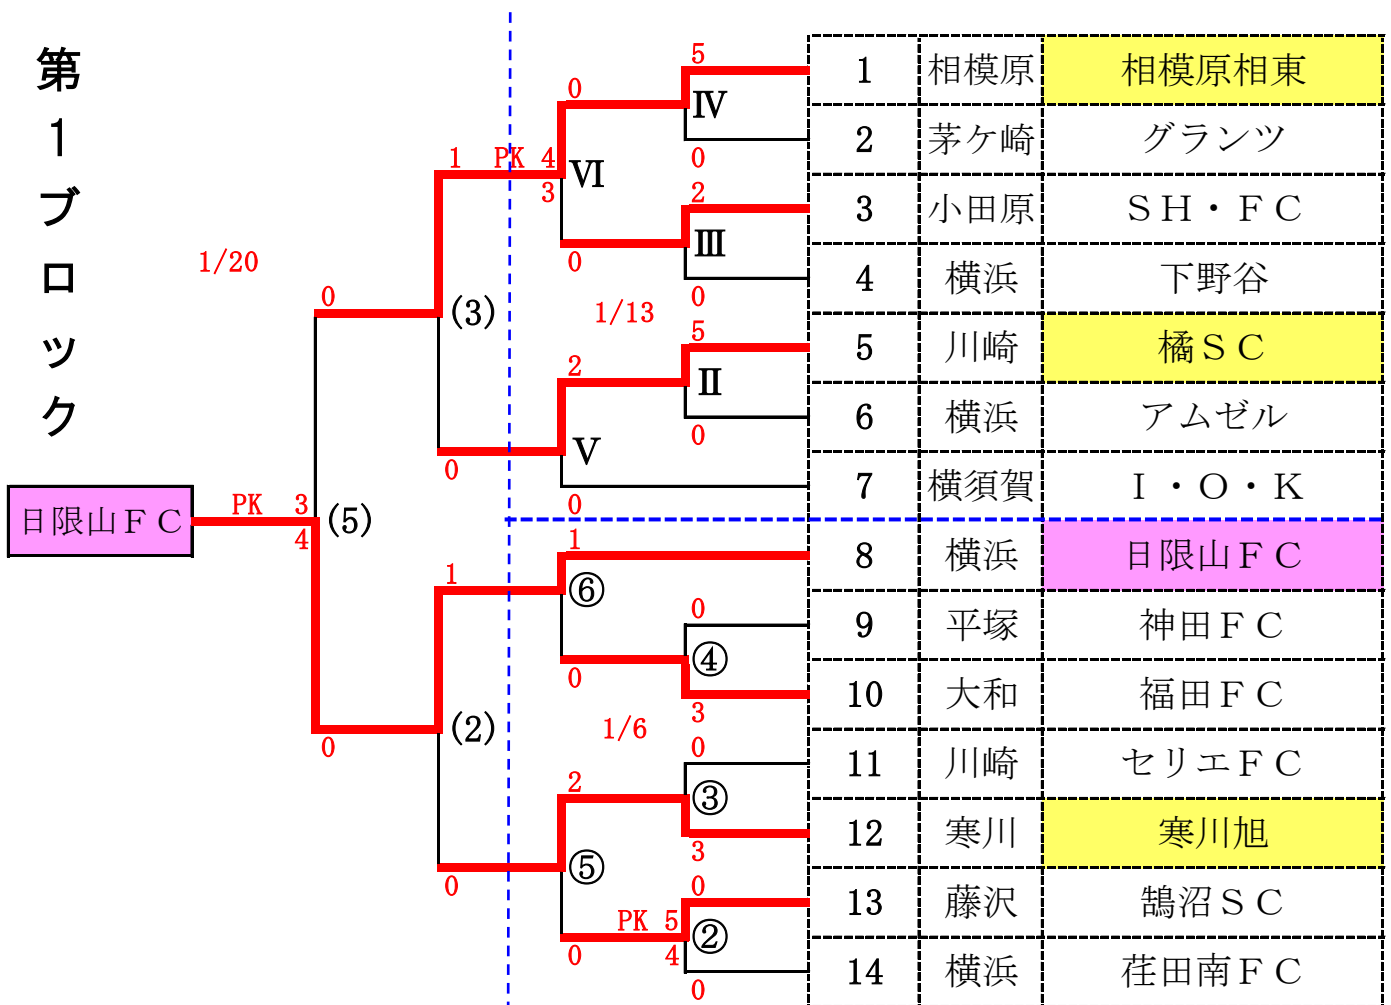 第１ブロック
1/20
1/13
1/6
日限山ＦＣ
PK 3
4
(5)
0
0
(3)
1
0
(2)
1
0
PK 4
3
0
Ⅵ
0
2
Ⅴ
0
1
⑥
0
2
⑤
0
5
Ⅳ
0
2
Ⅲ
0
5
Ⅱ
0
0
④
3
0
③
3
0
PK 5
4
②
0
1 相模原 相模原相東
2 茅ケ崎 グランツ
3 小田原 ＳＨ・ＦＣ
4 横浜 下野谷
5 川崎 橘ＳＣ
6 横浜 アムゼル
7 横須賀 Ｉ・Ｏ・Ｋ
8 横浜 日限山ＦＣ
9 平塚 神田ＦＣ
10 大和 福田ＦＣ
11 川崎 セリエＦＣ
12 寒川 寒川旭
13 藤沢 鵠沼ＳＣ
14 横浜 荏田南ＦＣ